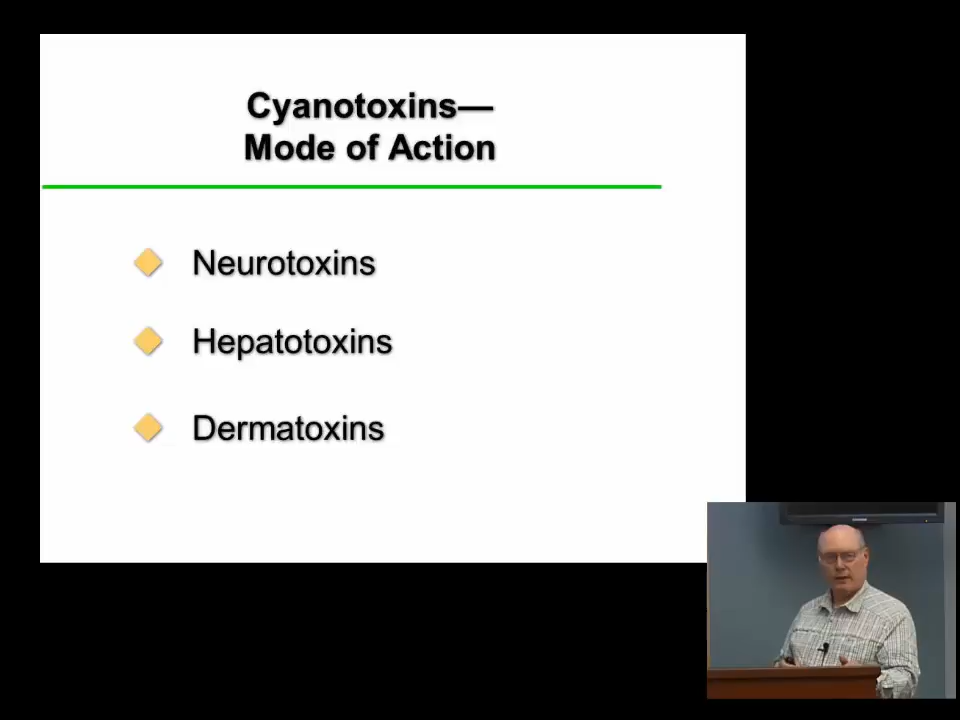 Cyanotoxins—
Mode of Action
Neurotoxins
Hepatotoxins
Dermatoxins